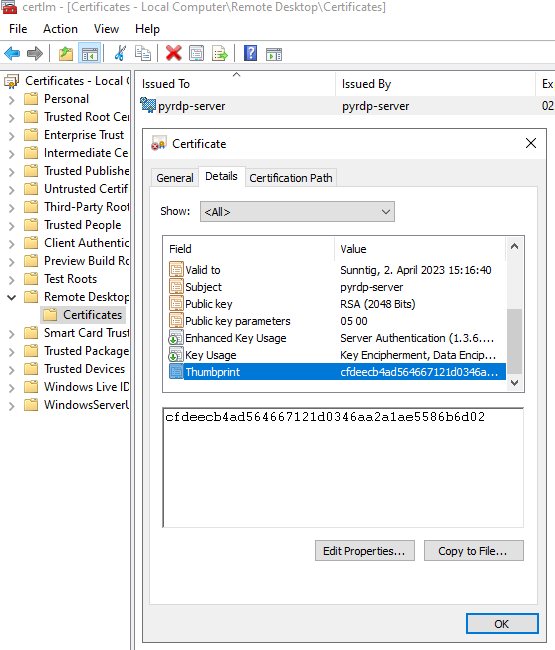 certlm - [Certificates - Local Computer\Remote Desktop\Certificates]
File Action View Help
Certificates - Local C
Personal
Trusted Root Cer
Enterprise Trust
Intermediate Ce
Trusted Publishe
Untrusted Certif
Third-Party Root
Trusted People
Client Authentic
Preview Build Ro
Test Roots
Remote Desktop
Certificates
Smart Card Trust
Trusted Package
Trusted Devices
Windows Live ID
WindowsServerU
Issued To Issued By Ex
pyrdp-server pyrdp-server 02
Certificate
General Details Certification Path
Show: <All>
Field Value
Valid to Sunntig, 2. April 2023 15:16:40
Subject pyrdp-server
Public key RSA (2048 Bits)
Public key parameters 05 00
Enhanced Key Usage Server Authentication (1.3.6....
Key Usage Key Encipherment, Data Encip...
Thumbprint cfdeecb4ad564667121d0346a...
cfdeecb4ad564667121d0346aa2a1ae5586b6d02
Edit Properties... Copy to File...
OK